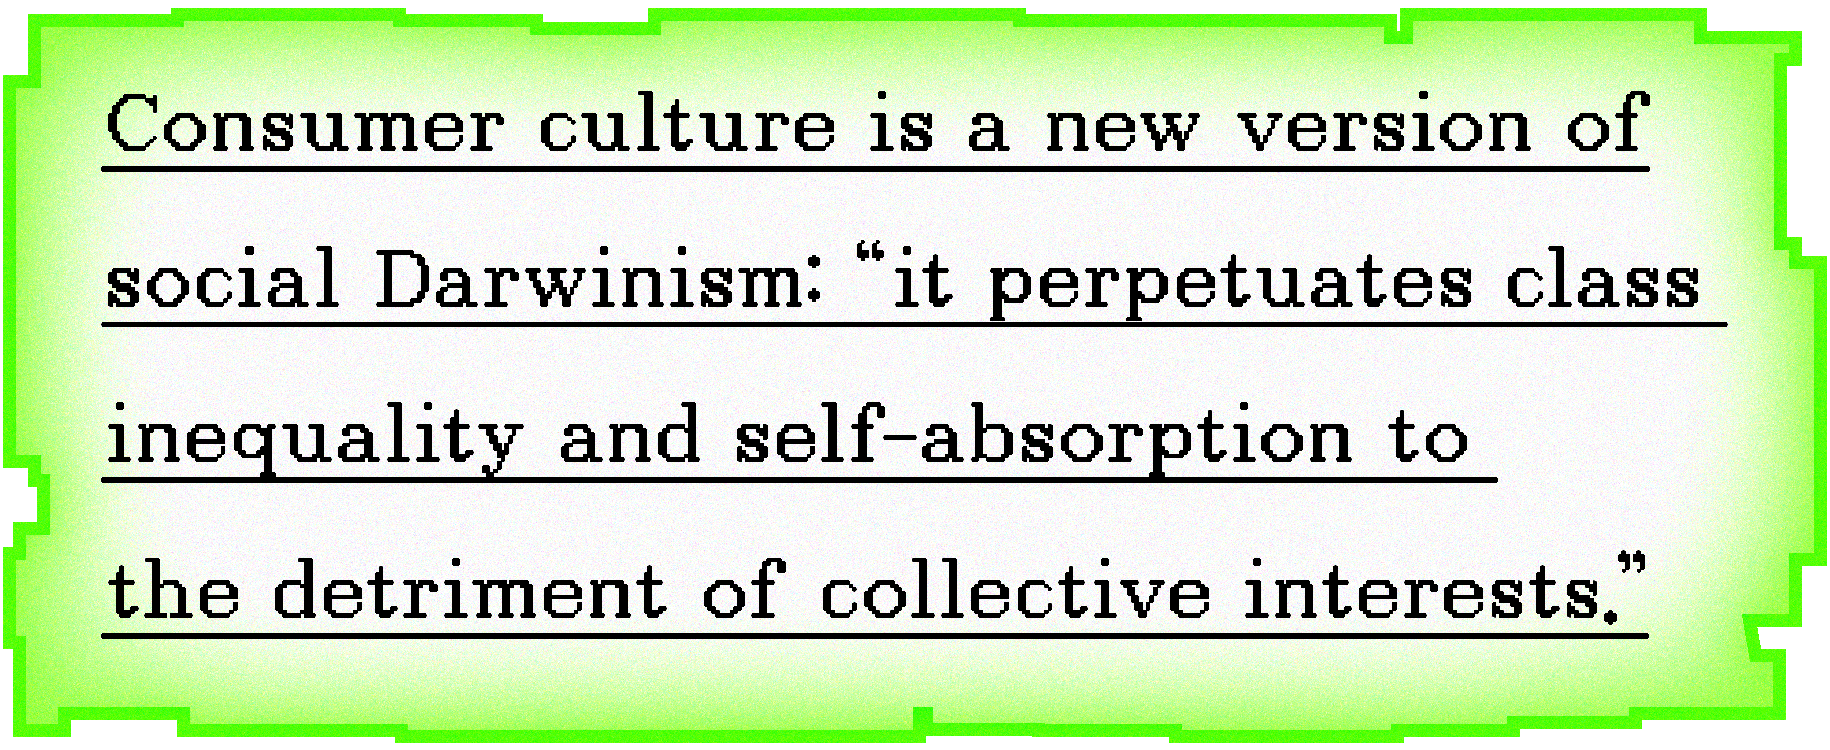 Consumer culture is a new version of
social Darwinism: “it perpetuates class
inequality and self-absorption to
the detriment of collective interests.”